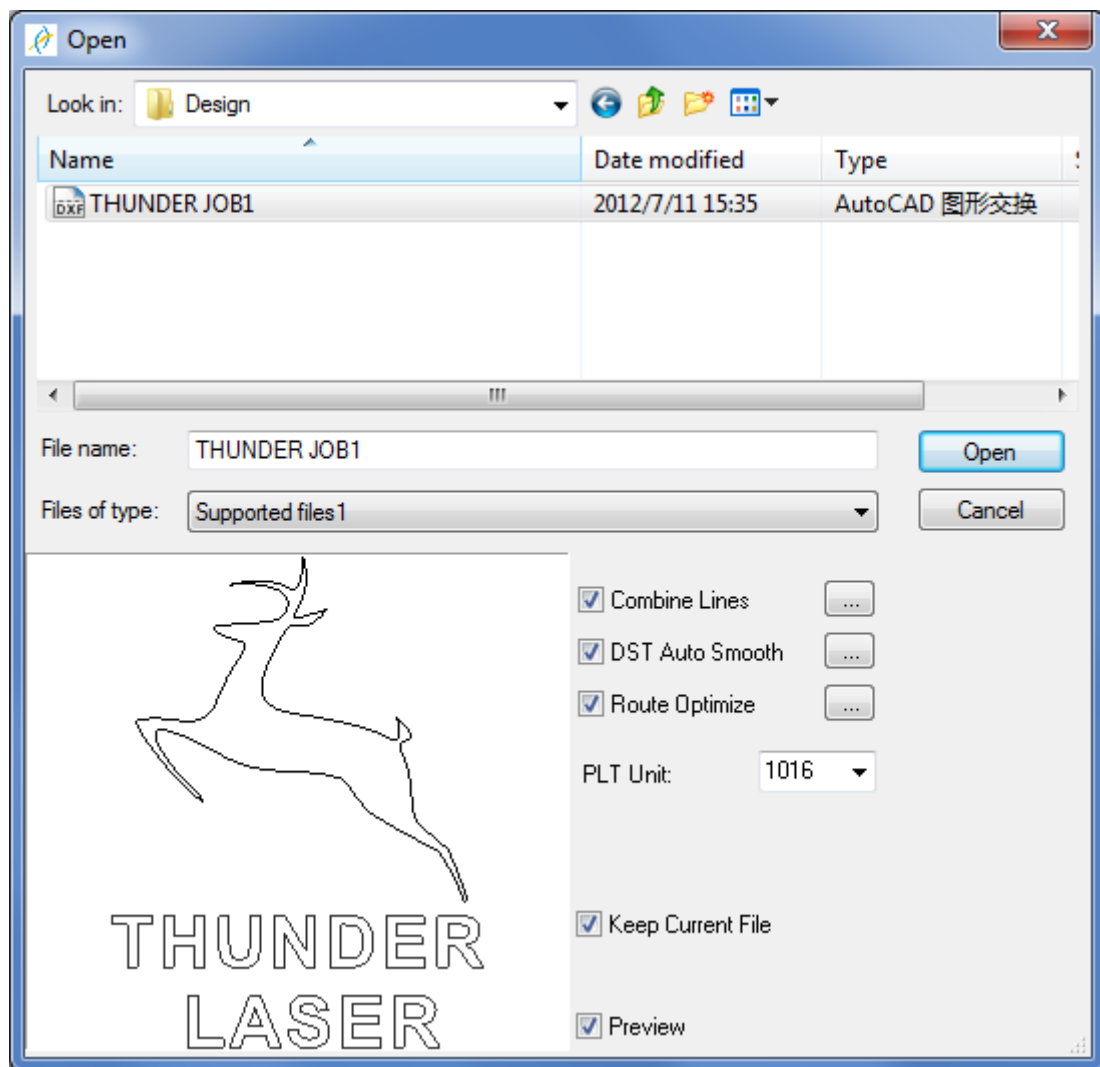 Open
Look in: Design
Name Date modified Type
DXF THUNDER JOB1 2012/7/11 15:35 AutoCAD 图形交换
File name: THUNDER JOB1 Open
Files of type: Supported files1 Cancel
Combine Lines ...
DST Auto Smooth ...
Route Optimize ...
PLT Unit: 1016
Keep Current File
THUNDER
LASER
Preview